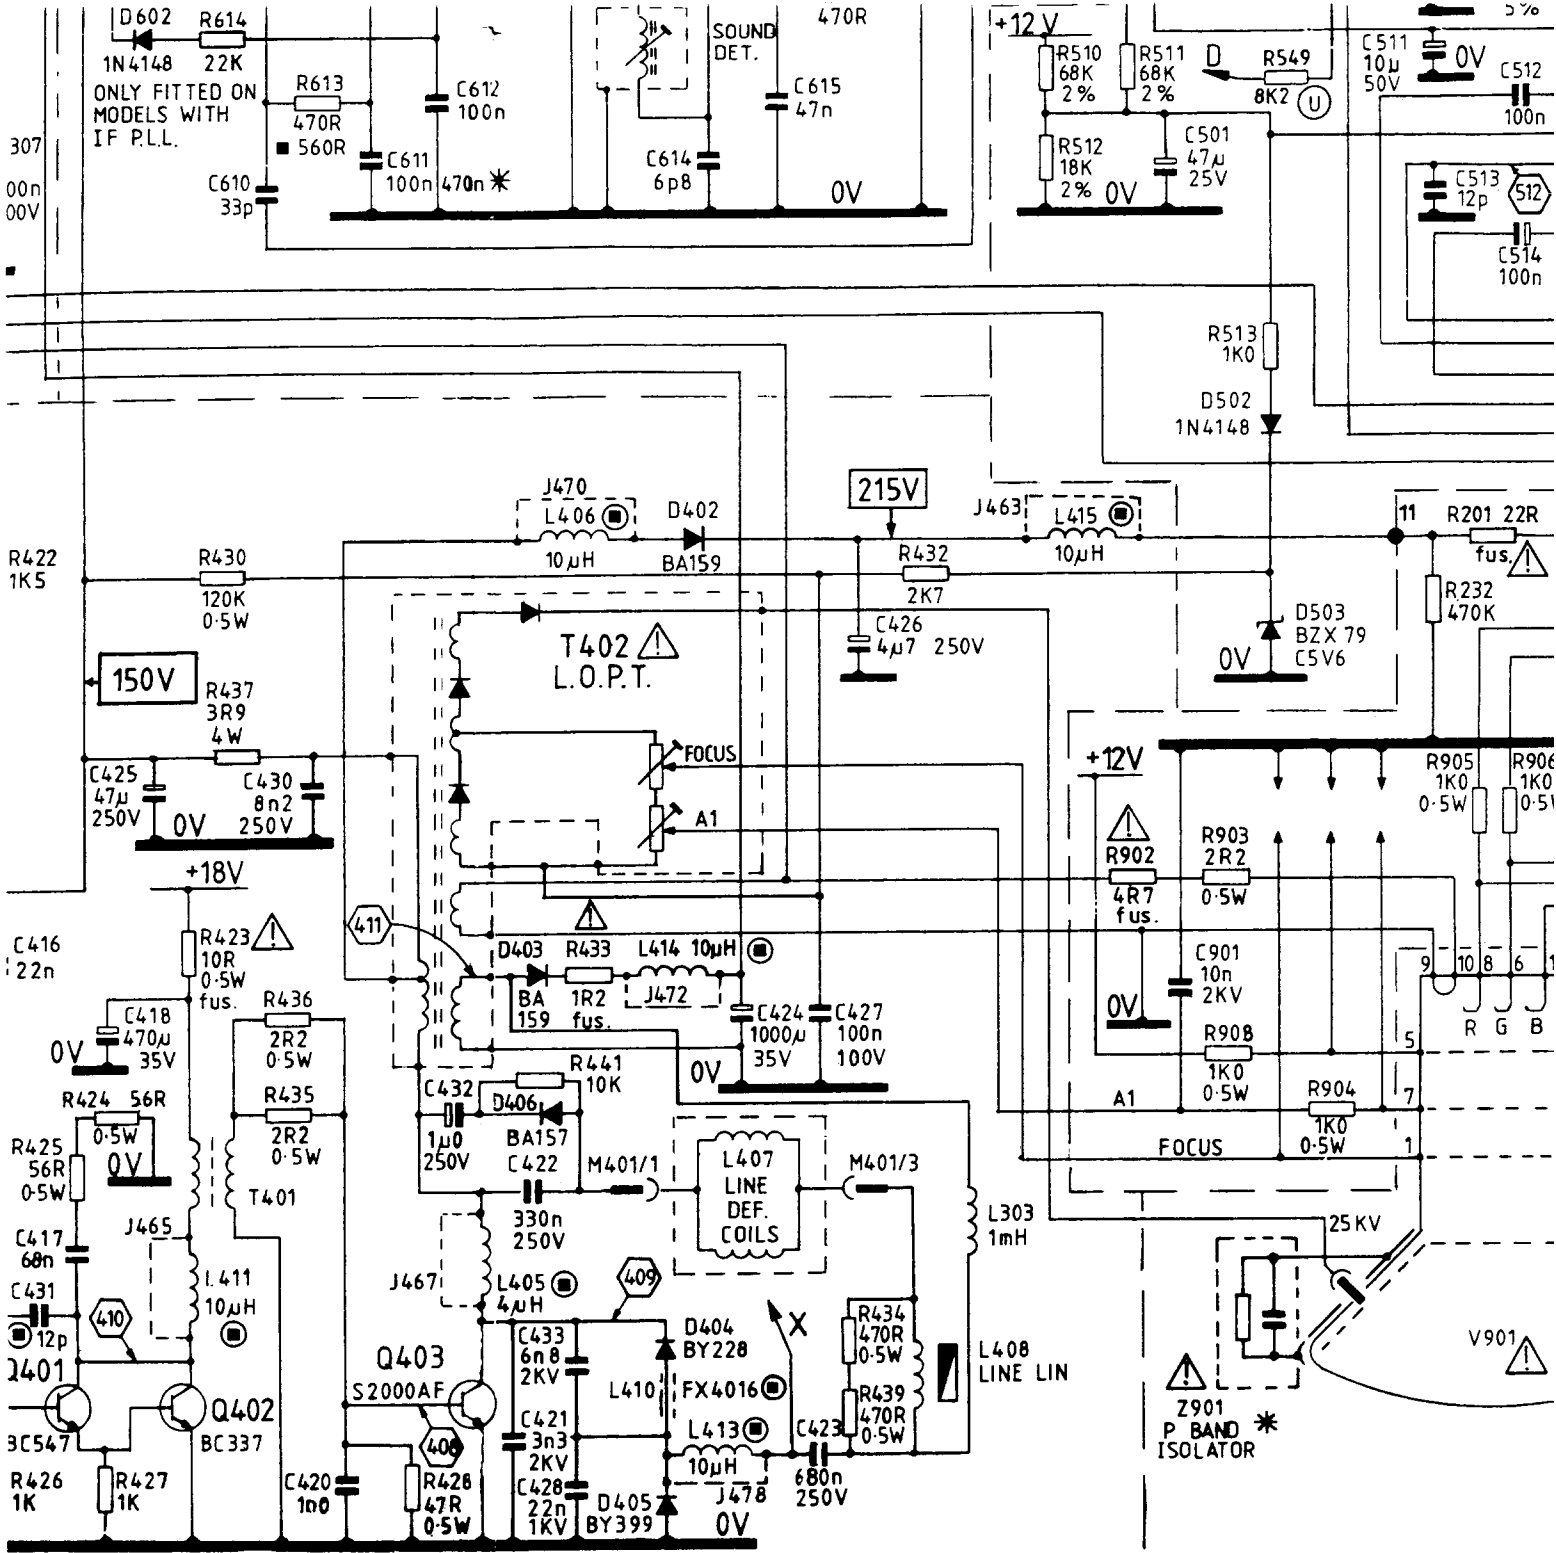 D602
R614
1N4148
22K
ONLY FITTED ON
MODELS WITH
IF P.L.L.
R613
470R
■ 560R
C612
100n
C611
100n 470n ✳
C610
33p
307
00n
00V
SOUND
DET.
470R
C615
47n
C614
6p8
0V
+12V
R510
68K
2%
R511
68K
2%
D
R549
8K2
U
R512
18K
2%
0V
C501
47µ
25V
5%
C511
10µ
50V
0V
C512
100n
C513
12p
512
C514
100n
R513
1K0
D502
1N4148
J470
L406
10µH
D402
BA159
215V
J463
L415
10µH
11
R201 22R
fus.
R422
1K5
R430
120K
0.5W
R432
2K7
R232
470K
D503
BZX79
C5V6
0V
C426
4µ7 250V
T402
L.O.P.T.
150V
R437
3R9
4W
C425
47µ
250V
0V
C430
8n2
250V
FOCUS
A1
+12V
R905
1K0
0.5W
R906
1K0
0.5W
R902
4R7
fus.
R903
2R2
0.5W
+18V
R423
10R
0.5W
fus.
C416
22n
411
D403
BA
159
R433
1R2
fus.
L414 10µH
J472
C424
1000µ
35V
C427
100n
100V
0V
C901
10n
2KV
0V
9
10
8
6
1
R
G
B
R436
2R2
0.5W
C418
470µ
35V
0V
R908
1K0
0.5W
5
R441
10K
C432
1µ0
250V
D406
BA157
R424 56R
0.5W
0V
R435
2R2
0.5W
A1
R904
1K0
0.5W
7
R425
56R
0.5W
FOCUS
1
T401
C422
330n
250V
M401/1
L407
LINE
DEF.
COILS
M401/3
L303
1mH
25KV
J465
C417
68n
C431
12p
L411
10µH
410
J467
L405
4µH
409
X
R434
470R
0.5W
R439
470R
0.5W
L408
LINE LIN
V901
Q401
BC547
Q402
BC337
Q403
S2000AF
C433
6n8
2KV
D404
BY228
L410
FX4016
C421
3n3
2KV
L413
10µH
J478
C423
680n
250V
Z901
P BAND ✳
ISOLATOR
408
R426
1K
R427
1K
C420
1n0
R428
47R
0.5W
C428
22n
1KV
D405
BY399
0V